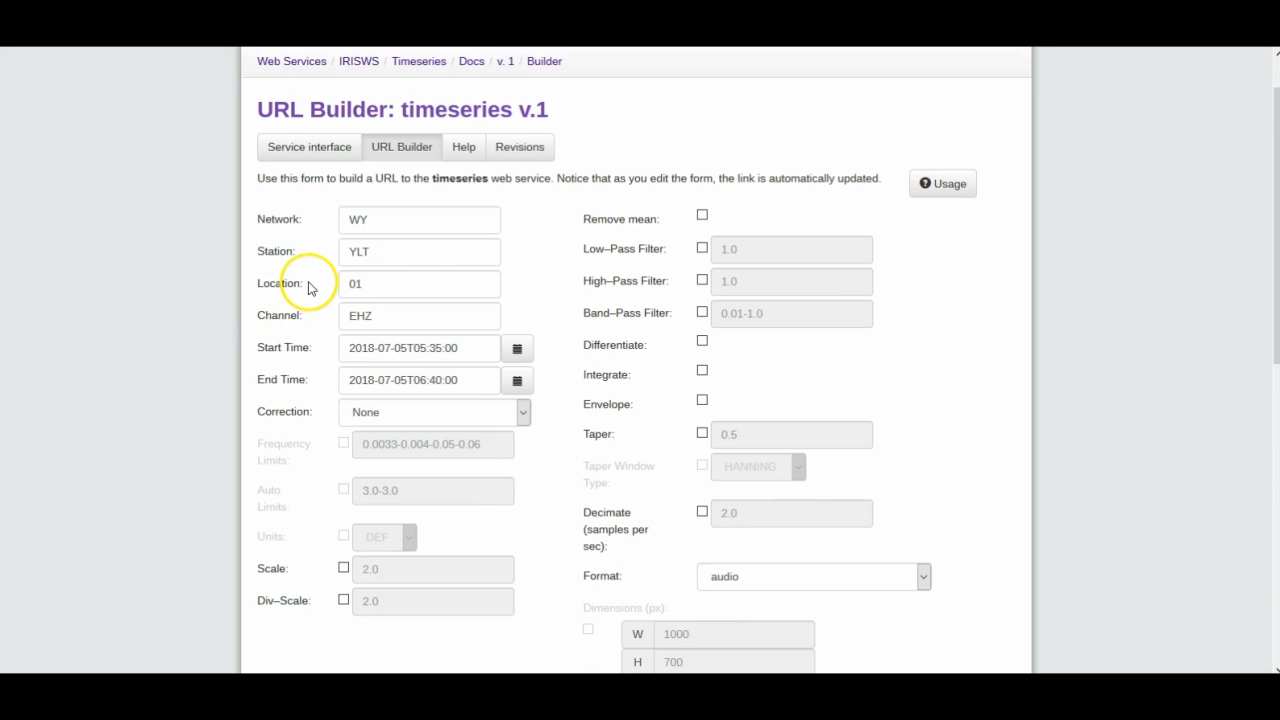 Web Services / IRISWS / Timeseries / Docs / v. 1 / Builder
URL Builder: timeseries v.1
Service interface URL Builder Help Revisions
Use this form to build a URL to the timeseries web service. Notice that as you edit the form, the link is automatically updated.
Usage
Network: WY
Station: YLT
Location: 01
Channel: EHZ
Start Time: 2018-07-05T05:35:00
End Time: 2018-07-05T06:40:00
Correction: None
Frequency
Limits:
0.0033-0.004-0.05-0.06
Auto
Limits:
3.0-3.0
Units: DEF
Scale: 2.0
Div–Scale: 2.0
Remove mean:
Low–Pass Filter: 1.0
High–Pass Filter: 1.0
Band–Pass Filter: 0.01-1.0
Differentiate:
Integrate:
Envelope:
Taper: 0.5
Taper Window
Type:
HANNING
Decimate
(samples per
sec):
2.0
Format: audio
Dimensions (px):
W 1000
H 700